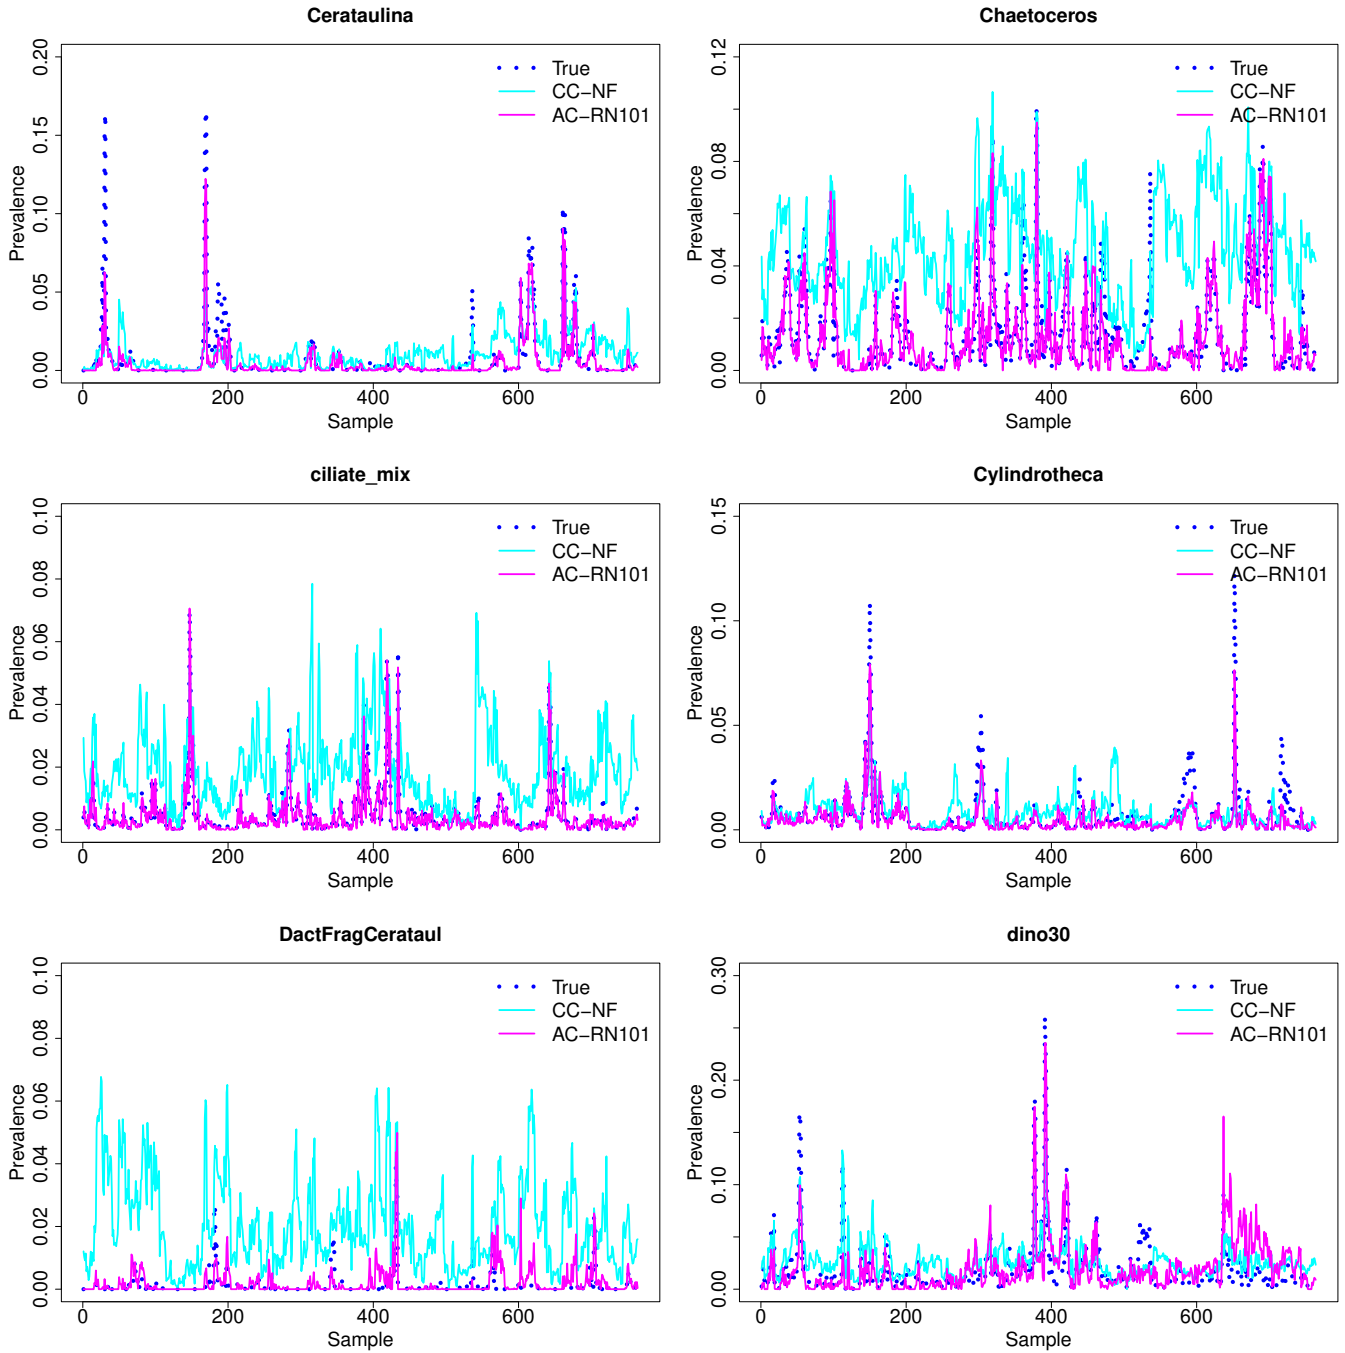 Cerataulina
True
CC−NF
AC−RN101
Prevalence
0.00
0.05
0.10
0.15
0.20
0
200
400
600
Sample
Chaetoceros
True
CC−NF
AC−RN101
Prevalence
0.00
0.04
0.08
0.12
0
200
400
600
Sample
ciliate_mix
True
CC−NF
AC−RN101
Prevalence
0.00
0.02
0.04
0.06
0.08
0.10
0
200
400
600
Sample
Cylindrotheca
True
CC−NF
AC−RN101
Prevalence
0.00
0.05
0.10
0.15
0
200
400
600
Sample
DactFragCerataul
True
CC−NF
AC−RN101
Prevalence
0.00
0.02
0.04
0.06
0.08
0.10
0
200
400
600
Sample
dino30
True
CC−NF
AC−RN101
Prevalence
0.00
0.10
0.20
0.30
0
200
400
600
Sample